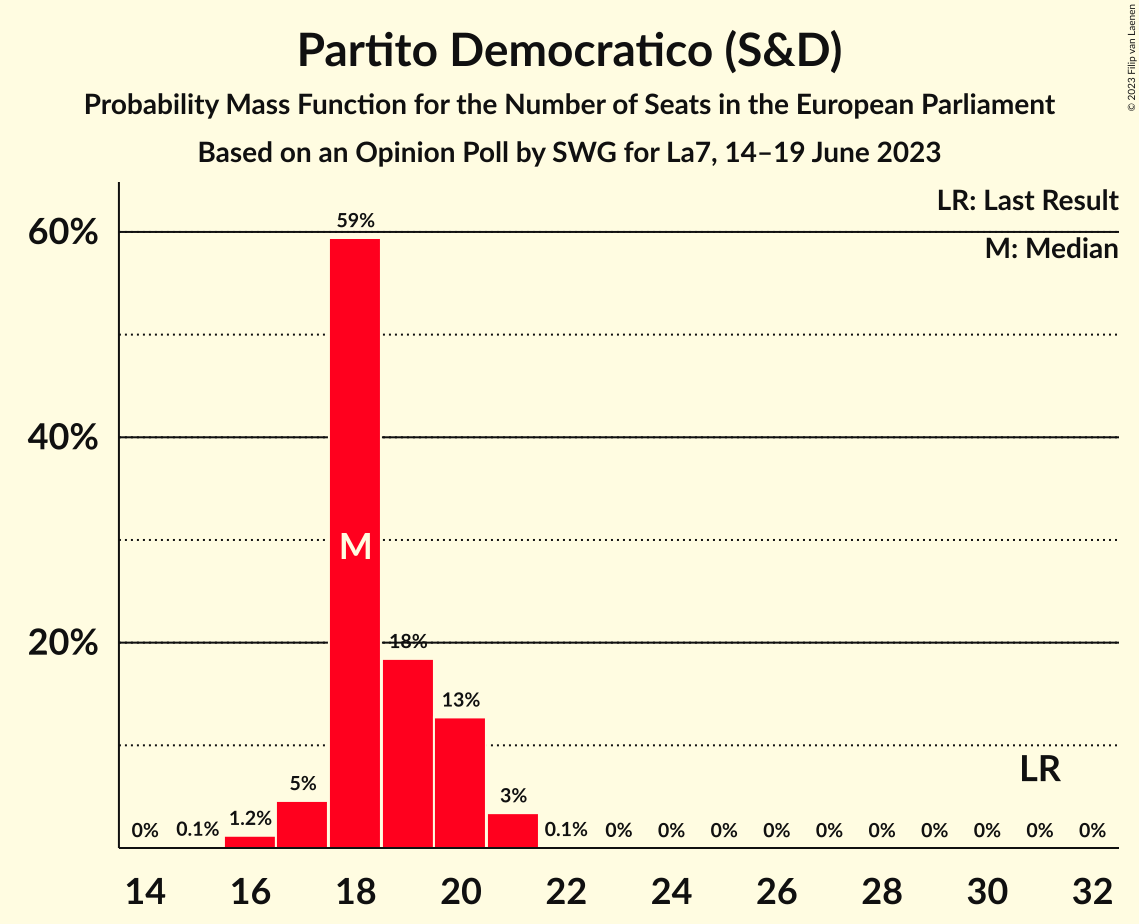 Partito Democratico (S&D)
Probability Mass Function for the Number of Seats in the European Parliament
Based on an Opinion Poll by SWG for La7, 14–19 June 2023
© 2023 Filip van Laenen
LR: Last Result
M: Median
60%
40%
20%
59%
M
18%
13%
LR
0% 0.1% 1.2% 5% 3% 0.1% 0% 0% 0% 0% 0% 0% 0% 0% 0% 0%
14 16 18 20 22 24 26 28 30 32